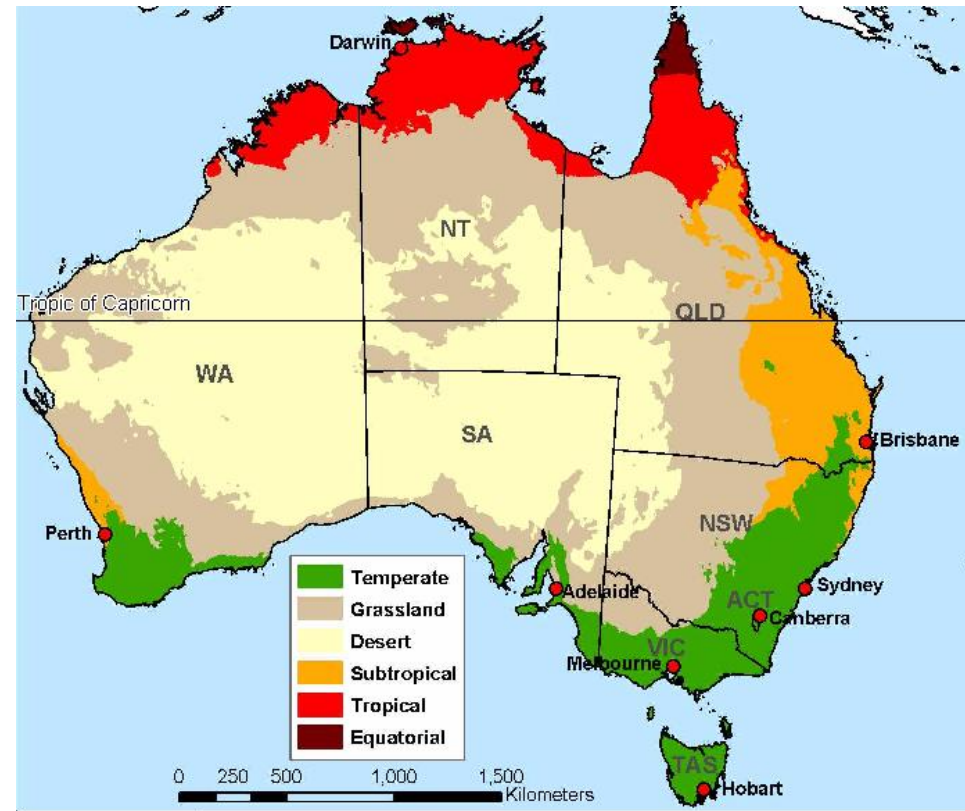 Darwin
NT
Tropic of Capricorn
QLD
WA
SA
Brisbane
NSW
Perth
Temperate
Grassland
Desert
Subtropical
Tropical
Equatorial
Adelaide
Sydney
ACT
Canberra
VIC
Melbourne
TAS
Hobart
0 250 500 1,000 1,500
Kilometers